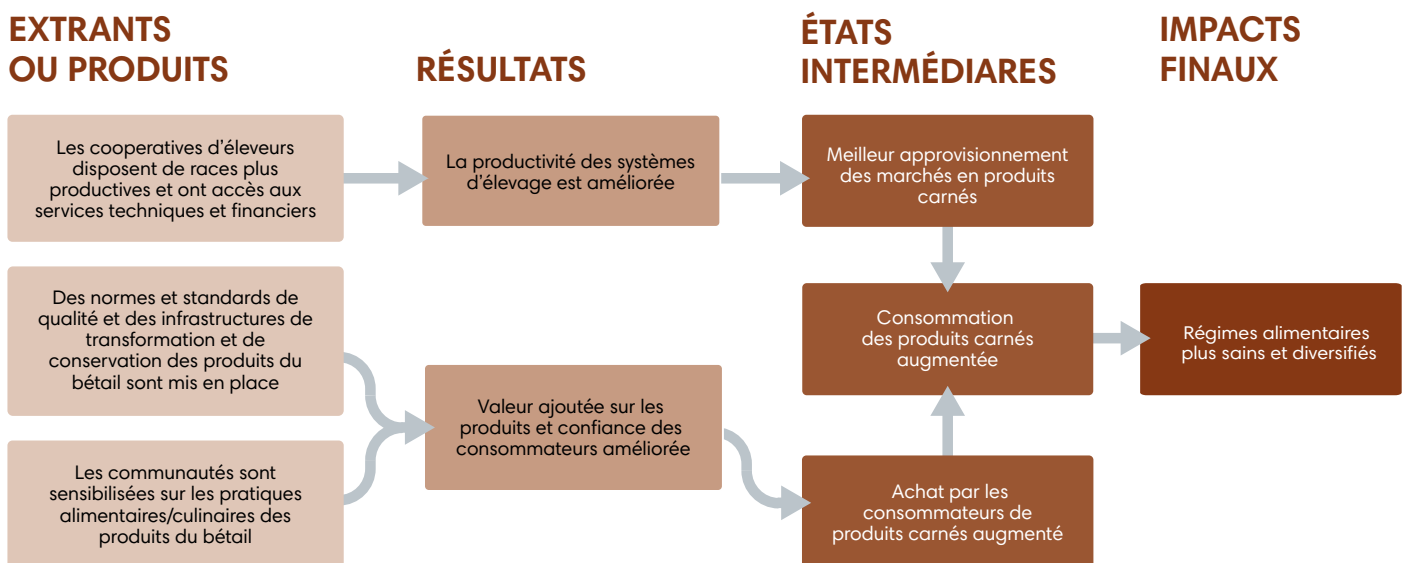 EXTRANTS
OU PRODUITS
RÉSULTATS
ÉTATS
INTERMÉDIARES
IMPACTS
FINAUX
Les cooperatives d'éleveurs
disposent de races plus
productives et ont accès aux
services techniques et financiers
La productivité des systèmes
d'élevage est améliorée
Meilleur approvisionnement
des marchés en produits
carnés
Des normes et standards de
qualité et des infrastructures de
transformation et de
conservation des produits du
bétail sont mis en place
Consommation
des produits carnés
augmentée
Régimes alimentaires
plus sains et diversifiés
Valeur ajoutée sur les
produits et confiance des
consommateurs améliorée
Les communautés sont
sensibilisées sur les pratiques
alimentaires/culinaires des
produits du bétail
Achat par les
consommateurs de
produits carnés augmenté